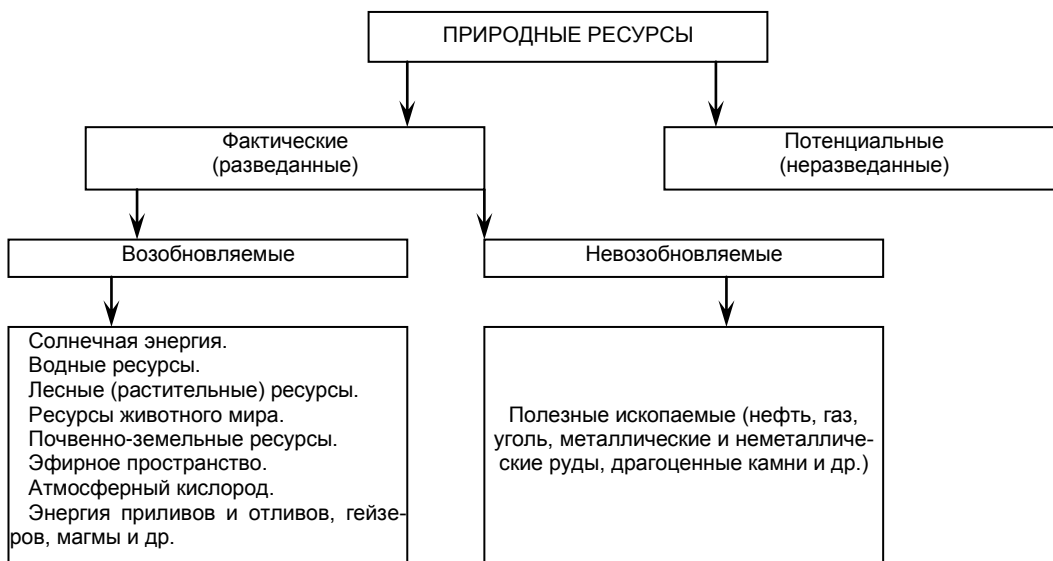 ПРИРОДНЫЕ РЕСУРСЫ
Фактические
(разведанные)
Потенциальные
(неразведанные)
Возобновляемые
Невозобновляемые
Солнечная энергия.
Водные ресурсы.
Лесные (растительные) ресурсы.
Ресурсы животного мира.
Почвенно-земельные ресурсы.
Эфирное пространство.
Атмосферный кислород.
Энергия приливов и отливов, гейзе-
ров, магмы и др.
Полезные ископаемые (нефть, газ,
уголь, металлические и неметалличе-
ские руды, драгоценные камни и др.)